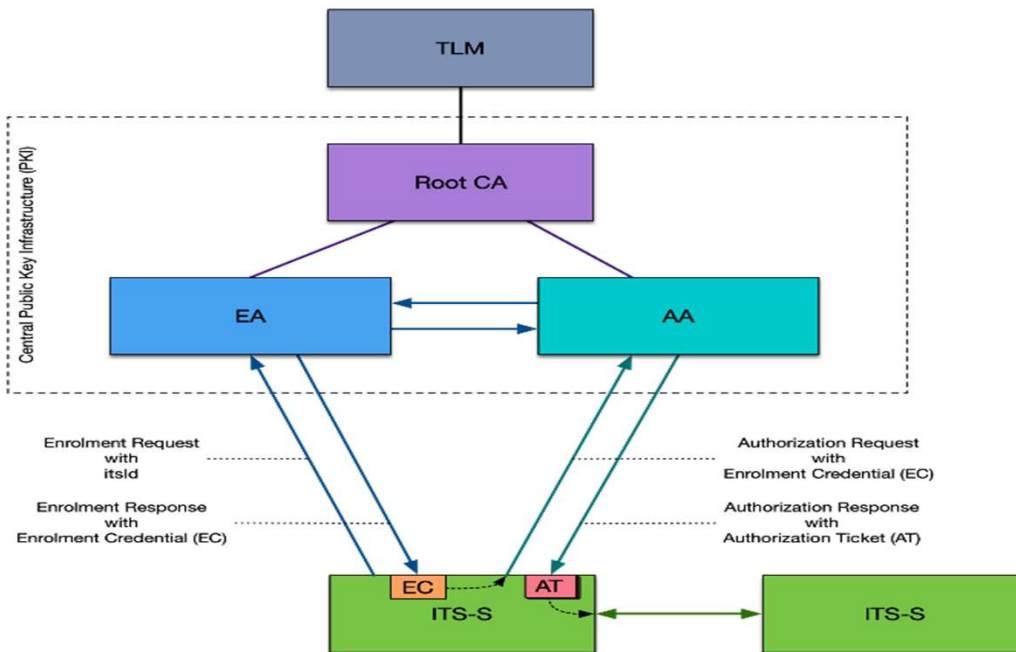 TLM
Central Public Key Infrastructure (PKI)
Root CA
EA
AA
Enrolment Request
with
itsId
Authorization Request
with
Enrolment Credential (EC)
Enrolment Response
with
Enrolment Credential (EC)
Authorization Response
with
Authorization Ticket (AT)
EC
AT
ITS-S
ITS-S